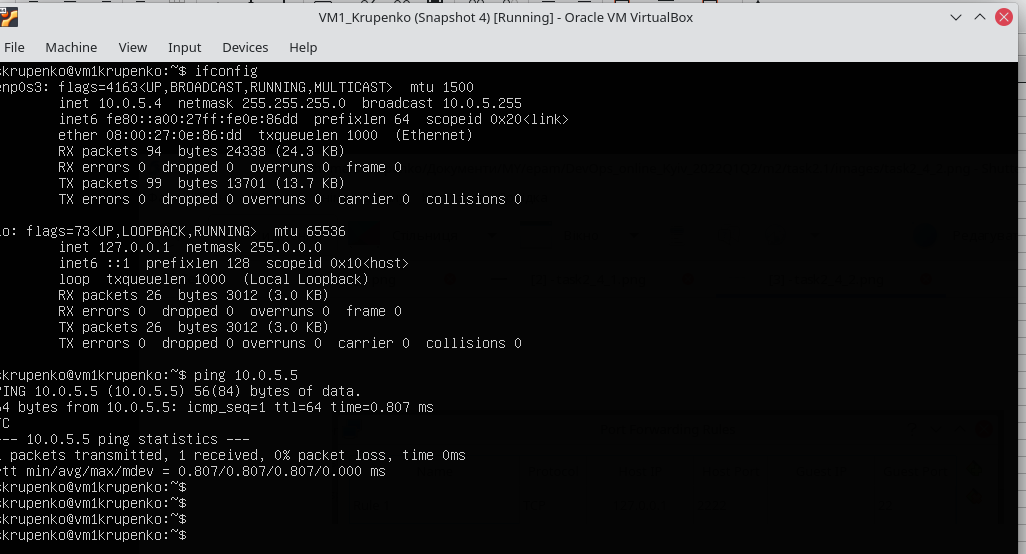 VM1_Krupenko (Snapshot 4) [Running] - Oracle VM VirtualBox
File Machine View Input Devices Help
skrupenko@vm1krupenko:~$ ifconfig
enp0s3: flags=4163<UP,BROADCAST,RUNNING,MULTICAST> mtu 1500
inet 10.0.5.4 netmask 255.255.255.0 broadcast 10.0.5.255
inet6 fe80::a00:27ff:fe0e:86dd prefixlen 64 scopeid 0x20<link>
ether 08:00:27:0e:86:dd txqueuelen 1000 (Ethernet)
RX packets 94 bytes 24338 (24.3 KB)
RX errors 0 dropped 0 overruns 0 frame 0
TX packets 99 bytes 13701 (13.7 KB)
TX errors 0 dropped 0 overruns 0 carrier 0 collisions 0
lo: flags=73<UP,LOOPBACK,RUNNING> mtu 65536
inet 127.0.0.1 netmask 255.0.0.0
inet6 ::1 prefixlen 128 scopeid 0x10<host>
loop txqueuelen 1000 (Local Loopback)
RX packets 26 bytes 3012 (3.0 KB)
RX errors 0 dropped 0 overruns 0 frame 0
TX packets 26 bytes 3012 (3.0 KB)
TX errors 0 dropped 0 overruns 0 carrier 0 collisions 0
skrupenko@vm1krupenko:~$ ping 10.0.5.5
PING 10.0.5.5 (10.0.5.5) 56(84) bytes of data.
64 bytes from 10.0.5.5: icmp_seq=1 ttl=64 time=0.807 ms
^C
--- 10.0.5.5 ping statistics ---
1 packets transmitted, 1 received, 0% packet loss, time 0ms
rtt min/avg/max/mdev = 0.807/0.807/0.807/0.000 ms
skrupenko@vm1krupenko:~$
skrupenko@vm1krupenko:~$
skrupenko@vm1krupenko:~$
skrupenko@vm1krupenko:~$